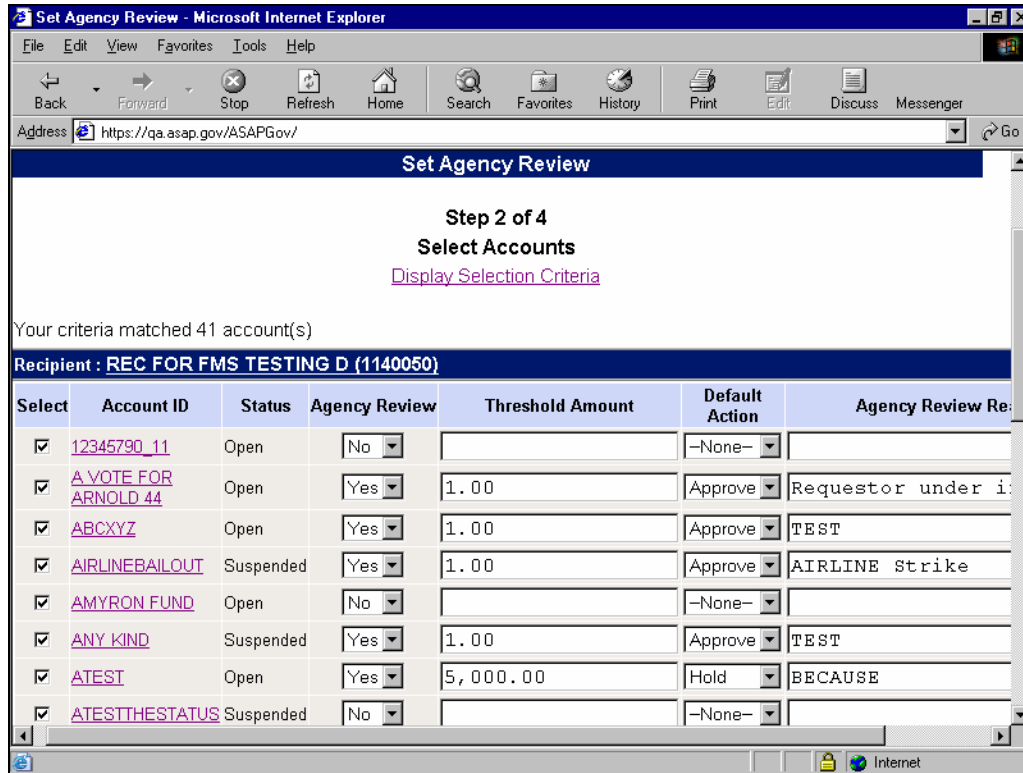 Set Agency Review - Microsoft Internet Explorer
File Edit View Favorites Tools Help
Back Forward Stop Refresh Home Search Favorites History Print Edit Discuss Messenger
Address https://qa.asap.gov/ASAPGov/ Go
Set Agency Review
Step 2 of 4
Select Accounts
Display Selection Criteria
Your criteria matched 41 account(s)
Recipient : REC FOR FMS TESTING D (1140050)
Select Account ID Status Agency Review Threshold Amount Default Action Agency Review Re
12345790_11 Open No –None–
A VOTE FOR ARNOLD 44 Open Yes 1.00 Approve Requestor under i
ABCXYZ Open Yes 1.00 Approve TEST
AIRLINEBAILOUT Suspended Yes 1.00 Approve AIRLINE Strike
AMYRON FUND Open No –None–
ANY KIND Suspended Yes 1.00 Approve TEST
ATEST Open Yes 5,000.00 Hold BECAUSE
ATESTTHESTATUS Suspended No –None–
Internet